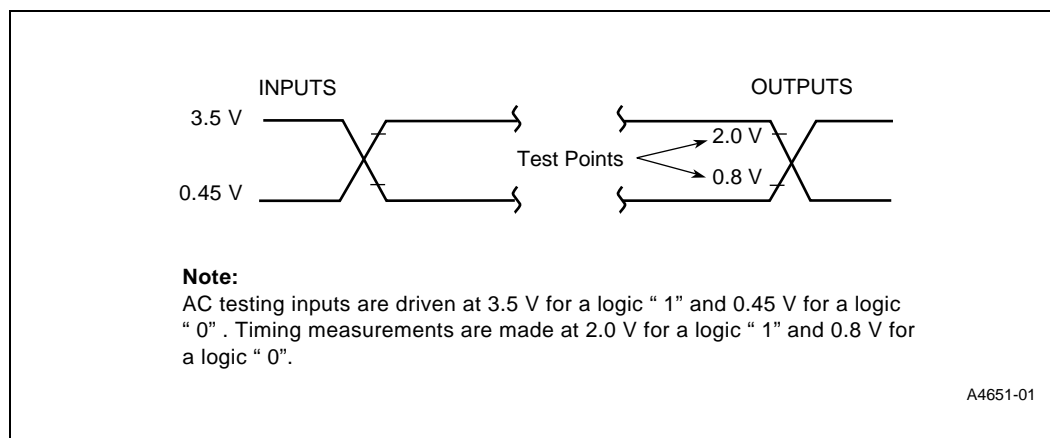 INPUTS
OUTPUTS
3.5 V
2.0 V
Test Points
0.8 V
0.45 V
Note:
AC testing inputs are driven at 3.5 V for a logic “ 1” and 0.45 V for a logic
“ 0” . Timing measurements are made at 2.0 V for a logic “ 1” and 0.8 V for
a logic “ 0”.
A4651-01